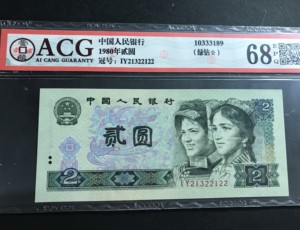 ACG
AI CANG GUARANTY
中国人民银行
1980年贰圆
冠号: IY21322122
10333189
(绿钻★)
68 EPQ
中国人民银行
贰圆
2
2
IY21322122